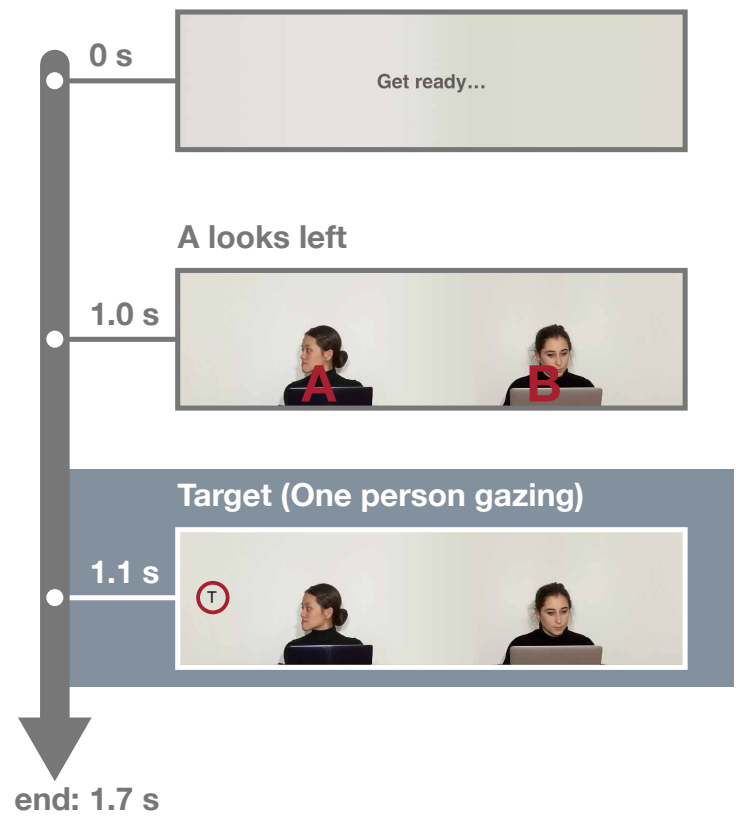 0 s
Get ready…
A looks left
1.0 s
A
B
Target (One person gazing)
1.1 s
T
end: 1.7 s